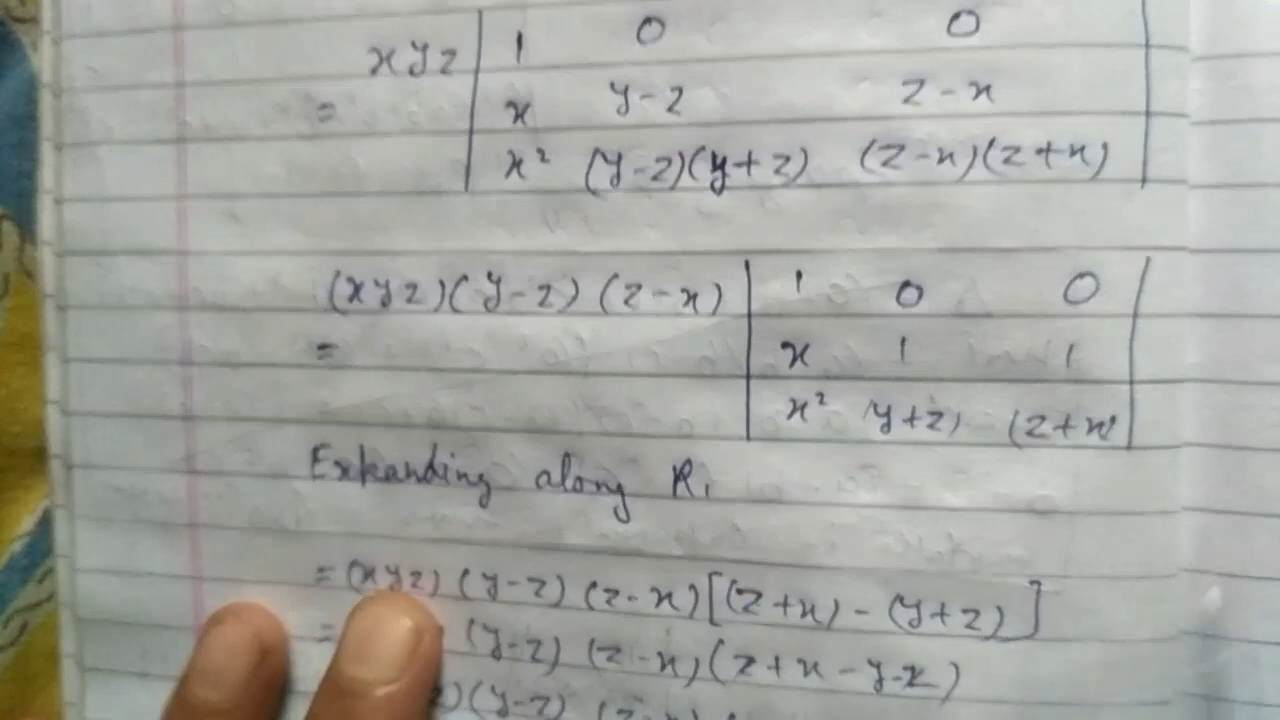 xyz | 1 0 0 |
= | x y-z z-x |
| x² (y-z)(y+z) (z-x)(z+x) |
(xyz)(y-z)(z-x) | 1 0 0 |
= | x 1 1 |
| x² y+z) (z+x |
Expanding along R₁
= (xyz) (y-z) (z-x) [(z+x) - (y+z)]
= (y-z) (z-x) (z+x-y-z)
)(y-z)